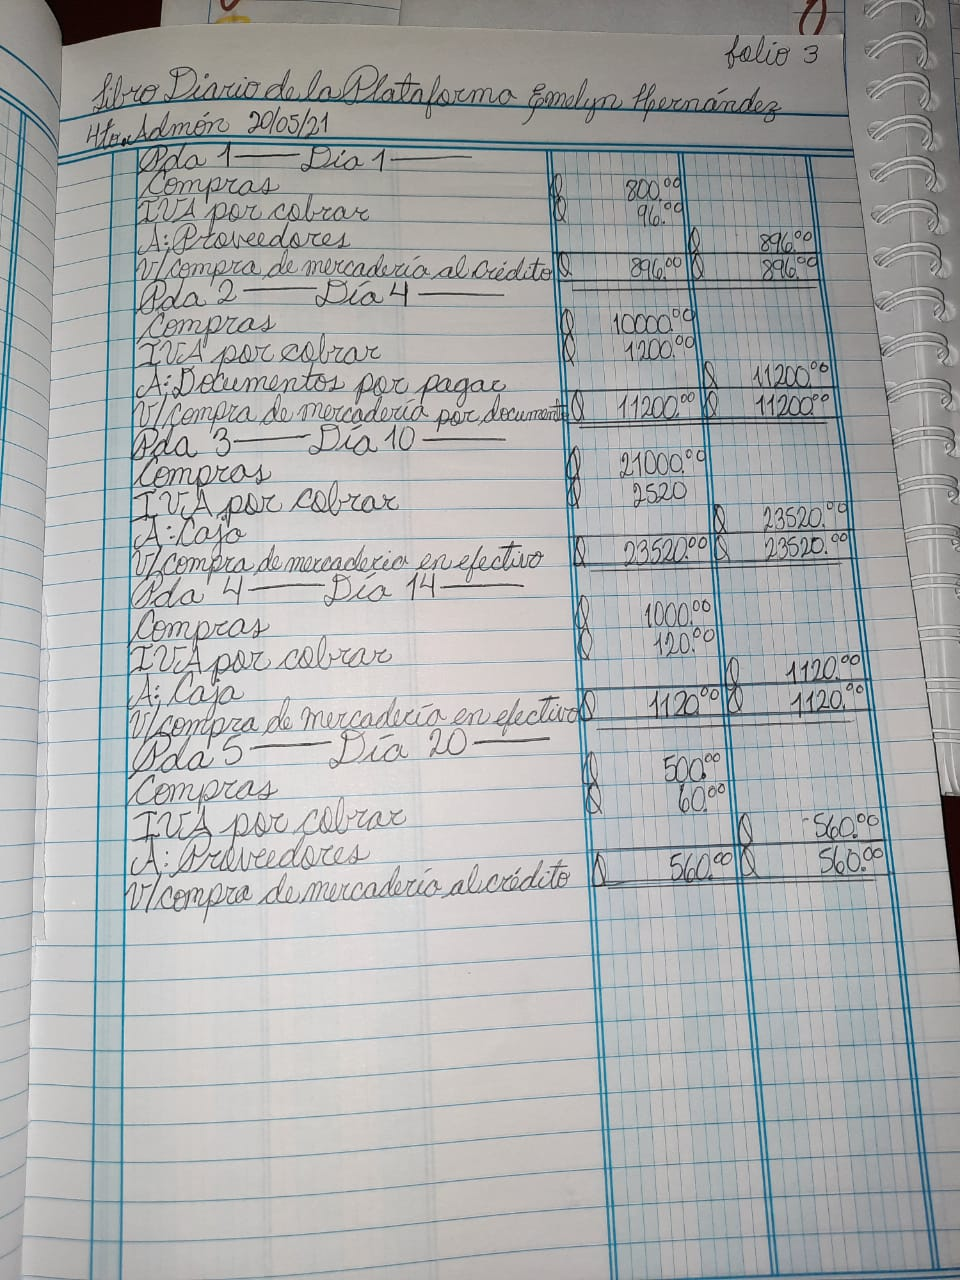 folio 3
Libro Diario de la Plataforma Emelyn Hernández
4to. Admón 20/05/21
Pda 1 —— Día 1 ——
Compras Q 800.00
IVA por cobrar Q 96.00
A: Proveedores Q 896.00
V/compra de mercadería al crédito Q 896.00 Q 896.00
Pda 2 —— Día 4 ——
Compras Q 10000.00
IVA por cobrar Q 1200.00
A: Documentos por pagar Q 11200.00
V/compra de mercadería por documento Q 11200.00 Q 11200.00
Pda 3 —— Día 10 ——
Compras Q 21000.00
IVA por cobrar Q 2520
A: Caja Q 23520.00
V/compra de mercaderia en efectivo Q 23520.00 Q 23520.00
Pda 4 —— Día 14 ——
Compras Q 1000.00
IVA por cobrar Q 120.00
A: Caja Q 1120.00
V/compra de mercadería en efectivo Q 1120.00 Q 1120.00
Pda 5 —— Día 20 ——
Compras Q 500.00
IVA por cobrar Q 60.00
A: Proveedores Q 560.00
V/compra de mercadería al crédito Q 560.00 Q 560.00